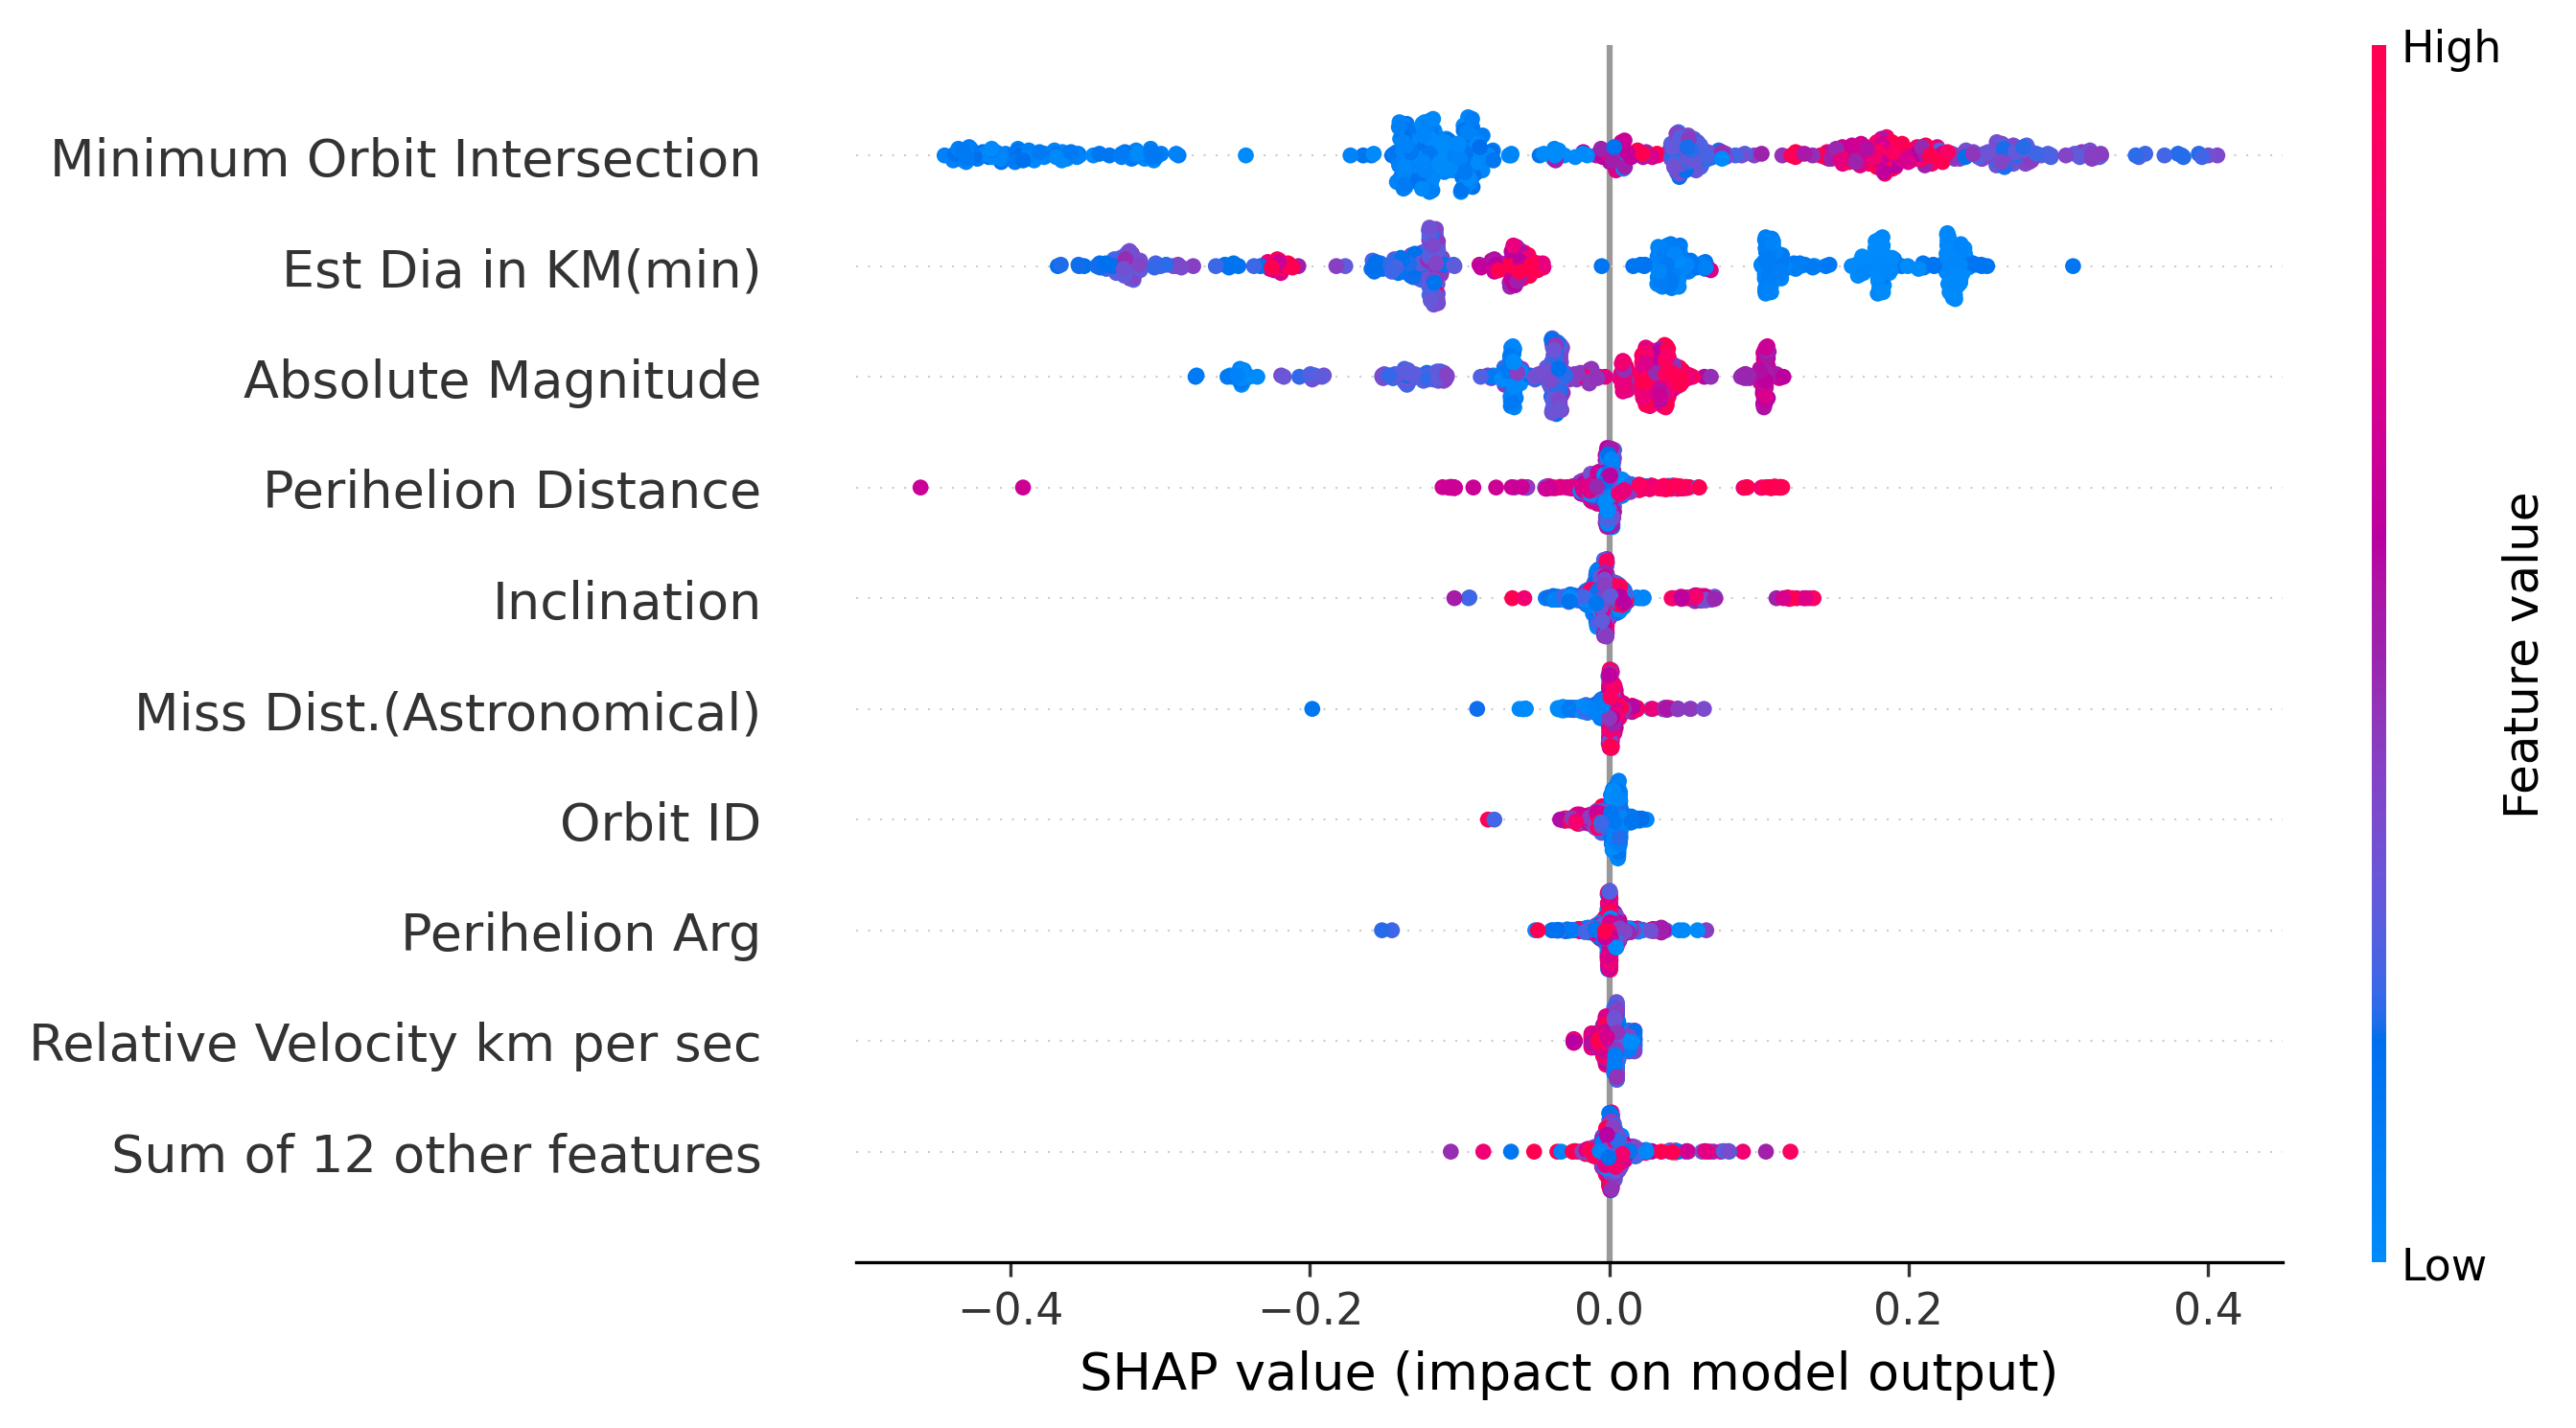 High
Minimum Orbit Intersection
Est Dia in KM(min)
Absolute Magnitude
Perihelion Distance
Inclination
Miss Dist.(Astronomical)
Orbit ID
Perihelion Arg
Relative Velocity km per sec
Sum of 12 other features
Feature value
Low
−0.4 −0.2 0.0 0.2 0.4
SHAP value (impact on model output)